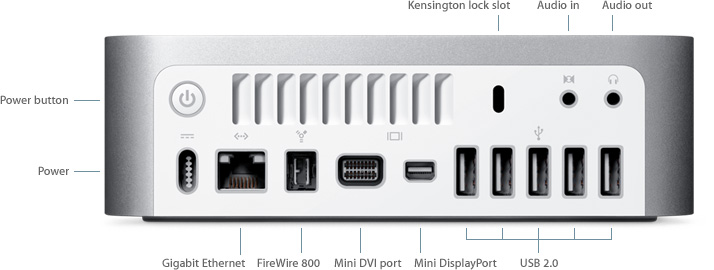 Kensington lock slot
Audio in
Audio out
Power button
Power
Gigabit Ethernet
FireWire 800
Mini DVI port
Mini DisplayPort
USB 2.0